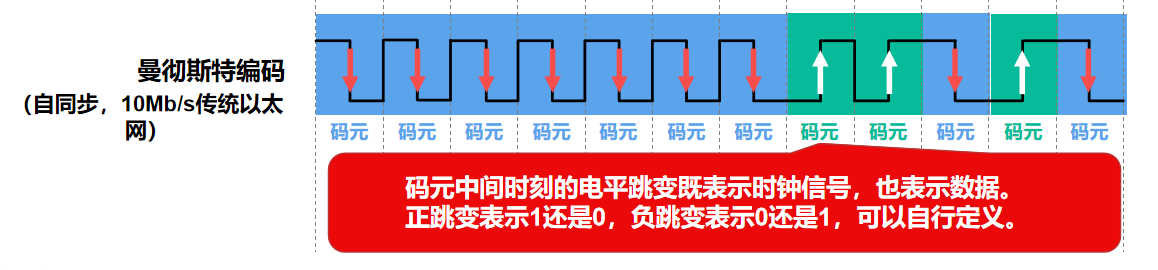 曼彻斯特编码
（自同步，10Mb/s传统以太
网）
码元 码元 码元 码元 码元 码元 码元 码元 码元 码元 码元 码元
码元中间时刻的电平跳变既表示时钟信号，也表示数据。
正跳变表示1还是0，负跳变表示0还是1，可以自行定义。